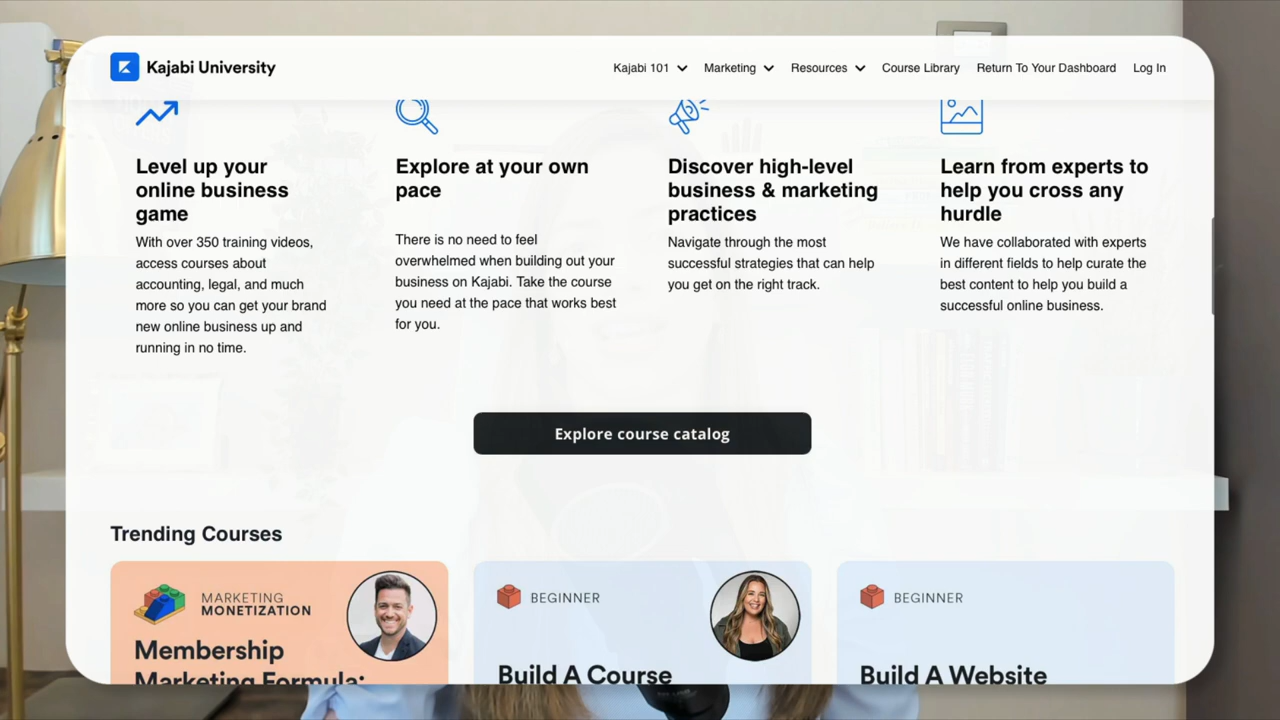 Kajabi University
Kajabi 101
Marketing
Resources
Course Library
Return To Your Dashboard
Log In
Level up your
online business
game
With over 350 training videos,
access courses about
accounting, legal, and much
more so you can get your brand
new online business up and
running in no time.
Explore at your own
pace
There is no need to feel
overwhelmed when building out your
business on Kajabi. Take the course
you need at the pace that works best
for you.
Discover high-level
business & marketing
practices
Navigate through the most
successful strategies that can help
you get on the right track.
Learn from experts to
help you cross any
hurdle
We have collaborated with experts
in different fields to help curate the
best content to help you build a
successful online business.
Explore course catalog
Trending Courses
MARKETING
MONETIZATION
Membership
Marketing Formula:
BEGINNER
Build A Course
BEGINNER
Build A Website